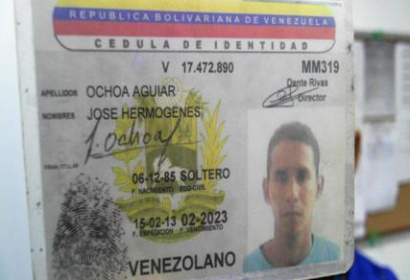 REPUBLICA BOLIVARIANA DE VENEZUELA
CEDULA DE IDENTIDAD
V 17.472.890 MM319
Dante Rivas
Director
APELLIDOS OCHOA AGUIAR
NOMBRES JOSE HERMOGENES
J. Ochoa
FIRMA TITULAR
06-12-85 SOLTERO
F. NACIMIENTO EDO-CIVIL
15-02-13 02-2023
F. EXPEDICION F. VENCIMIENTO
VENEZOLANO